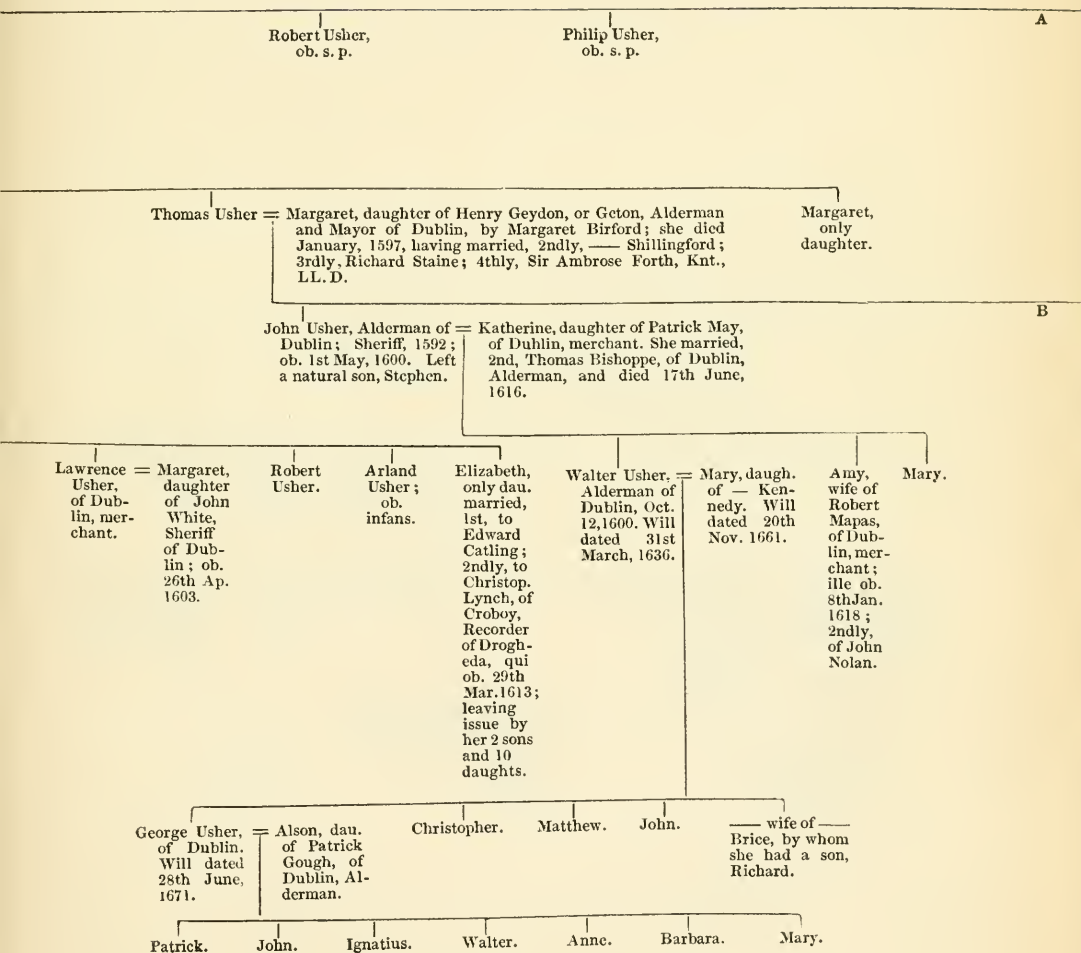 A
Robert Usher,
ob. s. p.
Philip Usher,
ob. s. p.
Thomas Usher = Margaret, daughter of Henry Geydon, or Geton, Alderman
and Mayor of Dublin, by Margaret Birford; she died
January, 1597, having married, 2ndly, —— Shillingford;
3rdly, Richard Staine; 4thly, Sir Ambrose Forth, Knt.,
LL. D.
Margaret,
only
daughter.
B
John Usher, Alderman of =
Dublin; Sheriff, 1592;
ob. 1st May, 1600. Left
a natural son, Stephen.
Katherine, daughter of Patrick May,
of Dublin, merchant. She married,
2nd, Thomas Bishoppe, of Dublin,
Alderman, and died 17th June,
1616.
Lawrence =
Usher,
of Dub-
lin, mer-
chant.
Margaret,
daughter
of John
White,
Sheriff
of Dub-
lin; ob.
26th Ap.
1603.
Robert
Usher.
Arland
Usher;
ob.
infans.
Elizabeth,
only dau.
married,
1st, to
Edward
Catling;
2ndly, to
Christop.
Lynch, of
Croboy,
Recorder
of Drogh-
eda, qui
ob. 29th
Mar.1613;
leaving
issue by
her 2 sons
and 10
daughts.
Walter Usher, =
Alderman of
Dublin, Oct.
12,1600. Will
dated 31st
March, 1636.
Mary, daugh.
of — Ken-
nedy. Will
dated 20th
Nov. 1661.
Amy,
wife of
Robert
Mapas,
of Dub-
lin, mer-
chant;
ille ob.
8thJan.
1618;
2ndly,
of John
Nolan.
Mary.
George Usher, =
of Dublin.
Will dated
28th June,
1671.
Alson, dau.
of Patrick
Gough, of
Dublin, Al-
derman.
Christopher.
Matthew.
John.
—— wife of ——
Brice, by whom
she had a son,
Richard.
Patrick.
John.
Ignatius.
Walter.
Anne.
Barbara.
Mary.